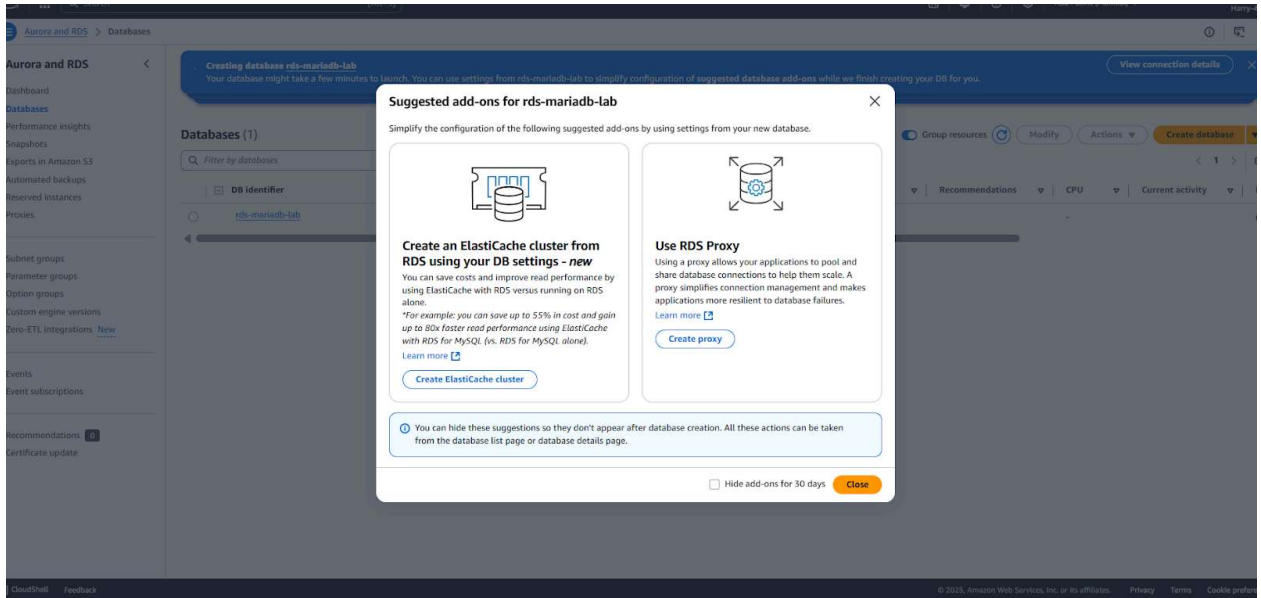 Aurora and RDS > Databases
Aurora and RDS
Dashboard
Databases
Performance insights
Snapshots
Exports in Amazon S3
Automated backups
Reserved instances
Proxies
Subnet groups
Parameter groups
Option groups
Custom engine versions
Zero-ETL integrations New
Events
Event subscriptions
Recommendations 0
Certificate update
Creating database rds-mariadb-lab
Your database might take a few minutes to launch. You can use settings from rds-mariadb-lab to simplify configuration of suggested database add-ons while we finish creating your DB for you.
View connection details
Databases (1)
Group resources
Modify
Actions
Create database
Filter by databases
1
DB identifier
Recommendations
CPU
Current activity
rds-mariadb-lab
-
Suggested add-ons for rds-mariadb-lab
Simplify the configuration of the following suggested add-ons by using settings from your new database.
Create an ElastiCache cluster from
RDS using your DB settings - new
You can save costs and improve read performance by
using ElastiCache with RDS versus running on RDS
alone.
*For example: you can save up to 55% in cost and gain
up to 80x faster read performance using ElastiCache
with RDS for MySQL (vs. RDS for MySQL alone).
Learn more
Create ElastiCache cluster
Use RDS Proxy
Using a proxy allows your applications to pool and
share database connections to help them scale. A
proxy simplifies connection management and makes
applications more resilient to database failures.
Learn more
Create proxy
You can hide these suggestions so they don't appear after database creation. All these actions can be taken
from the database list page or database details page.
Hide add-ons for 30 days
Close
CloudShell Feedback
© 2025, Amazon Web Services, Inc. or its affiliates. Privacy Terms Cookie